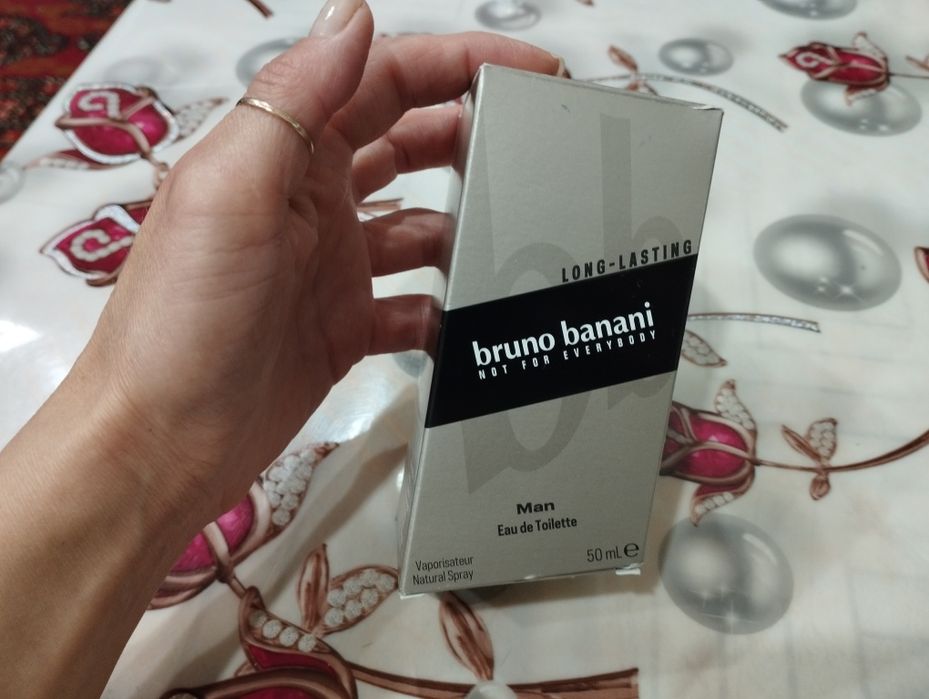 LONG-LASTING
bruno banani
NOT FOR EVERYBODY
Man
Eau de Toilette
Vaporisateur
Natural Spray
50 mL e